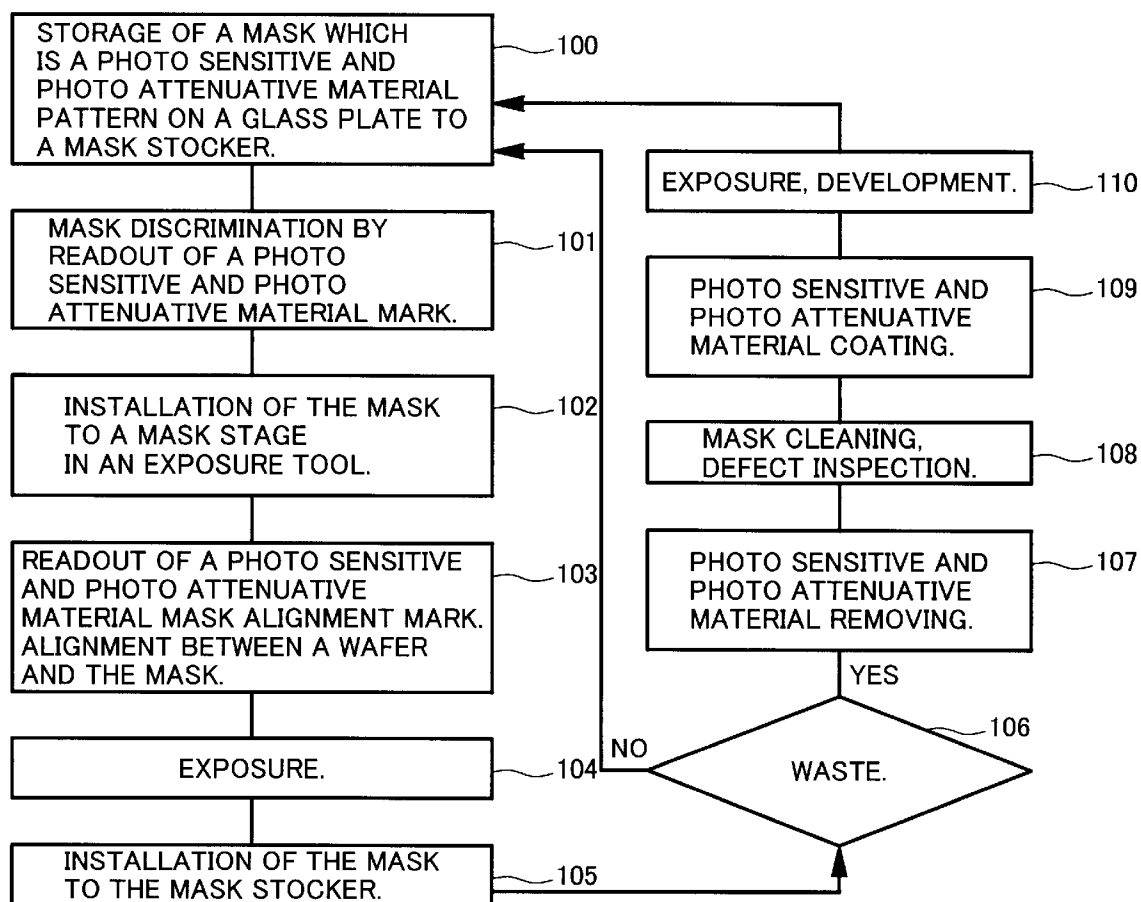 STORAGE OF A MASK WHICH
IS A PHOTO SENSITIVE AND
PHOTO ATTENUATIVE MATERIAL
PATTERN ON A GLASS PLATE TO
A MASK STOCKER.
100
MASK DISCRIMINATION BY
READOUT OF A PHOTO
SENSITIVE AND PHOTO
ATTENUATIVE MATERIAL MARK.
101
INSTALLATION OF THE MASK
TO A MASK STAGE
IN AN EXPOSURE TOOL.
102
READOUT OF A PHOTO SENSITIVE
AND PHOTO ATTENUATIVE
MATERIAL MASK ALIGNMENT MARK.
ALIGNMENT BETWEEN A WAFER
AND THE MASK.
103
EXPOSURE.
104
INSTALLATION OF THE MASK
TO THE MASK STOCKER.
105
EXPOSURE, DEVELOPMENT.
110
PHOTO SENSITIVE AND
PHOTO ATTENUATIVE
MATERIAL COATING.
109
MASK CLEANING,
DEFECT INSPECTION.
108
PHOTO SENSITIVE AND
PHOTO ATTENUATIVE
MATERIAL REMOVING.
107
YES
106
NO
WASTE.